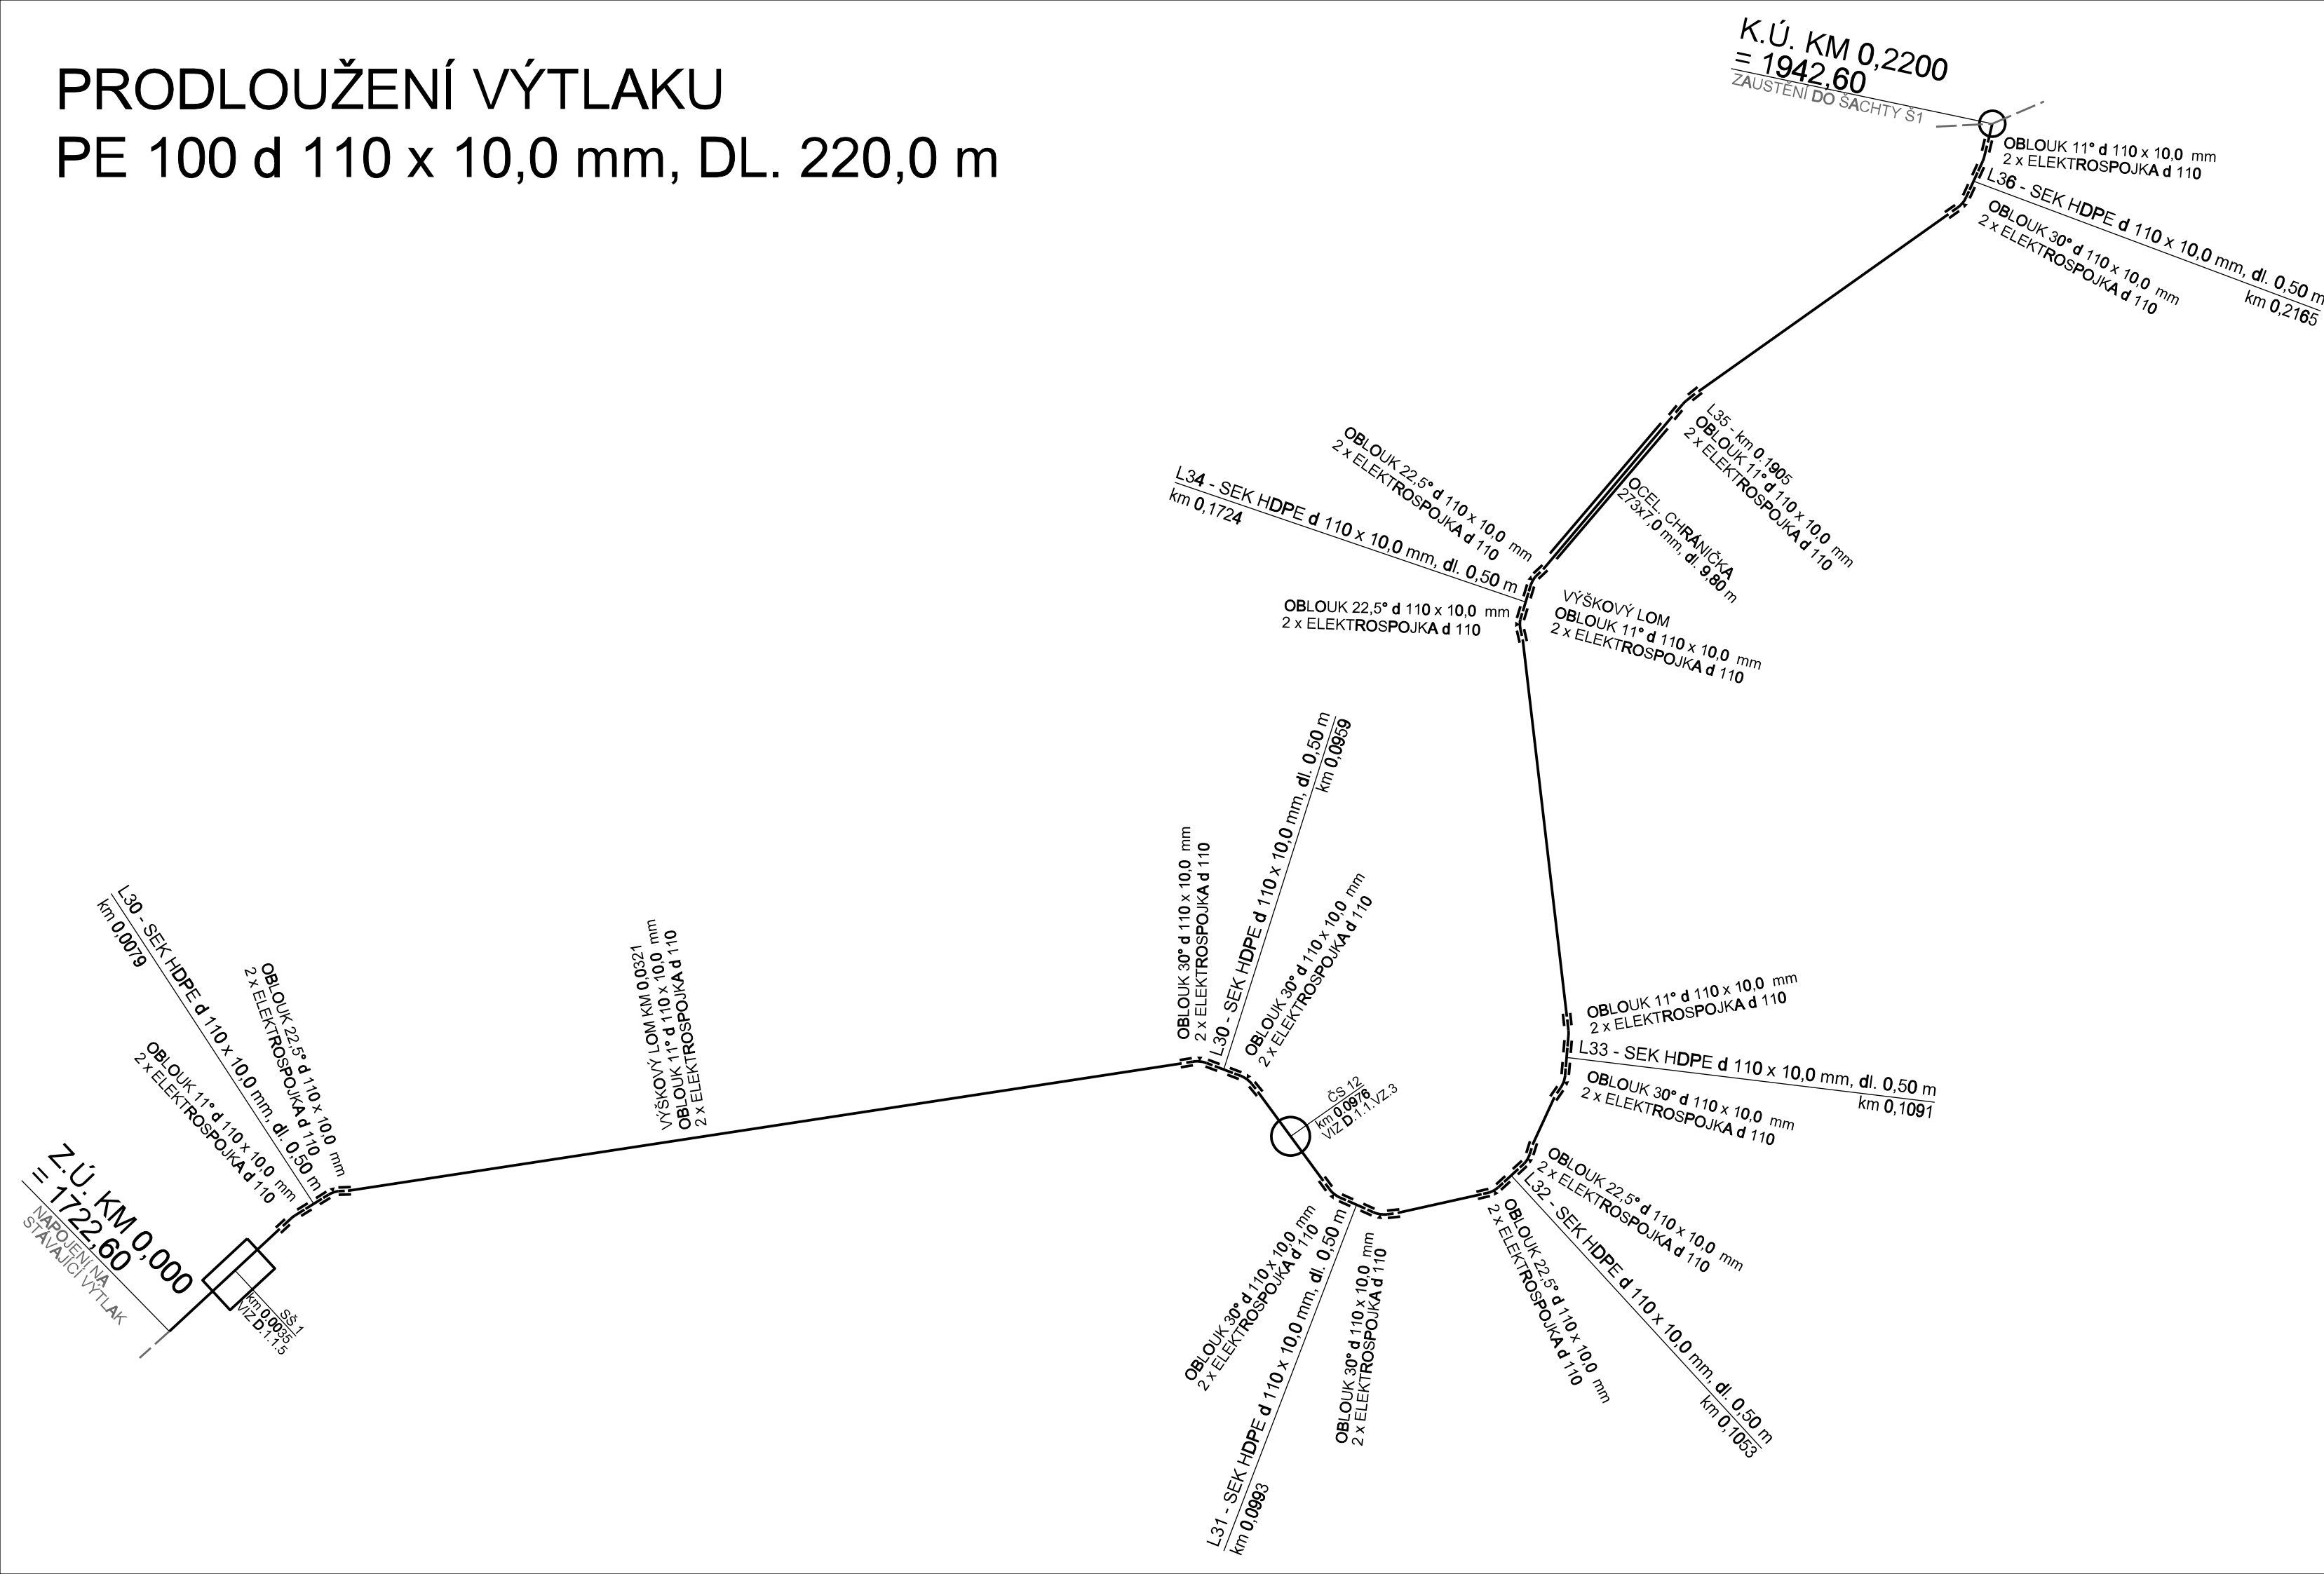 PRODLOUŽENÍ VÝTLAKU
PE 100 d 110 x 10,0 mm, DL. 220,0 m
K.Ú. KM 0,2200
= 1942,60
ZAUSTĚNÍ DO ŠACHTY Š1
OBLOUK 11° d 110 x 10,0 mm
2 x ELEKTROSPOJKA d 110
L36 - SEK HDPE d 110 x 10,0 mm, dl. 0,50 m
km 0,2165
OBLOUK 30° d 110 x 10,0 mm
2 x ELEKTROSPOJKA d 110
L35 - km 0.1905
OBLOUK 11° d 110 x 10,0 mm
2 x ELEKTROSPOJKA d 110
OCEL. CHRÁNIČKA
273x7,0 mm, dl. 9,80 m
OBLOUK 22,5° d 110 x 10,0 mm
2 x ELEKTROSPOJKA d 110
L34 - SEK HDPE d 110 x 10,0 mm, dl. 0,50 m
km 0,1724
OBLOUK 22,5° d 110 x 10,0 mm
2 x ELEKTROSPOJKA d 110
VÝŠKOVÝ LOM
OBLOUK 11° d 110 x 10,0 mm
2 x ELEKTROSPOJKA d 110
OBLOUK 11° d 110 x 10,0 mm
2 x ELEKTROSPOJKA d 110
L33 - SEK HDPE d 110 x 10,0 mm, dl. 0,50 m
km 0,1091
OBLOUK 30° d 110 x 10,0 mm
2 x ELEKTROSPOJKA d 110
OBLOUK 22,5° d 110 x 10,0 mm
2 x ELEKTROSPOJKA d 110
L32 - SEK HDPE d 110 x 10,0 mm, dl. 0,50 m
km 0,1053
OBLOUK 22,5° d 110 x 10,0 mm
2 x ELEKTROSPOJKA d 110
OBLOUK 30° d 110 x 10,0 mm
2 x ELEKTROSPOJKA d 110
L31 - SEK HDPE d 110 x 10,0 mm, dl. 0,50 m
km 0,0993
OBLOUK 30° d 110 x 10,0 mm
2 x ELEKTROSPOJKA d 110
ČS 12
km 0.0976
VIZ D.1.1.VZ.3
OBLOUK 30° d 110 x 10,0 mm
2 x ELEKTROSPOJKA d 110
L30 - SEK HDPE d 110 x 10,0 mm, dl. 0,50 m
km 0,0959
OBLOUK 30° d 110 x 10,0 mm
2 x ELEKTROSPOJKA d 110
VÝŠKOVÝ LOM KM 0,0321
OBLOUK 11° d 110 x 10,0 mm
2 x ELEKTROSPOJKA d 110
OBLOUK 22,5° d 110 x 10,0 mm
2 x ELEKTROSPOJKA d 110
L30 - SEK HDPE d 110 x 10,0 mm, dl. 0,50 m
km 0,0079
OBLOUK 11° d 110 x 10,0 mm
2 x ELEKTROSPOJKA d 110
Z.Ú. KM 0,000
= 1722,60
NAPOJENÍ NA
STÁVAJÍCÍ VÝTLAK
SŠ 1
km 0.0035
VIZ D.1.1.5